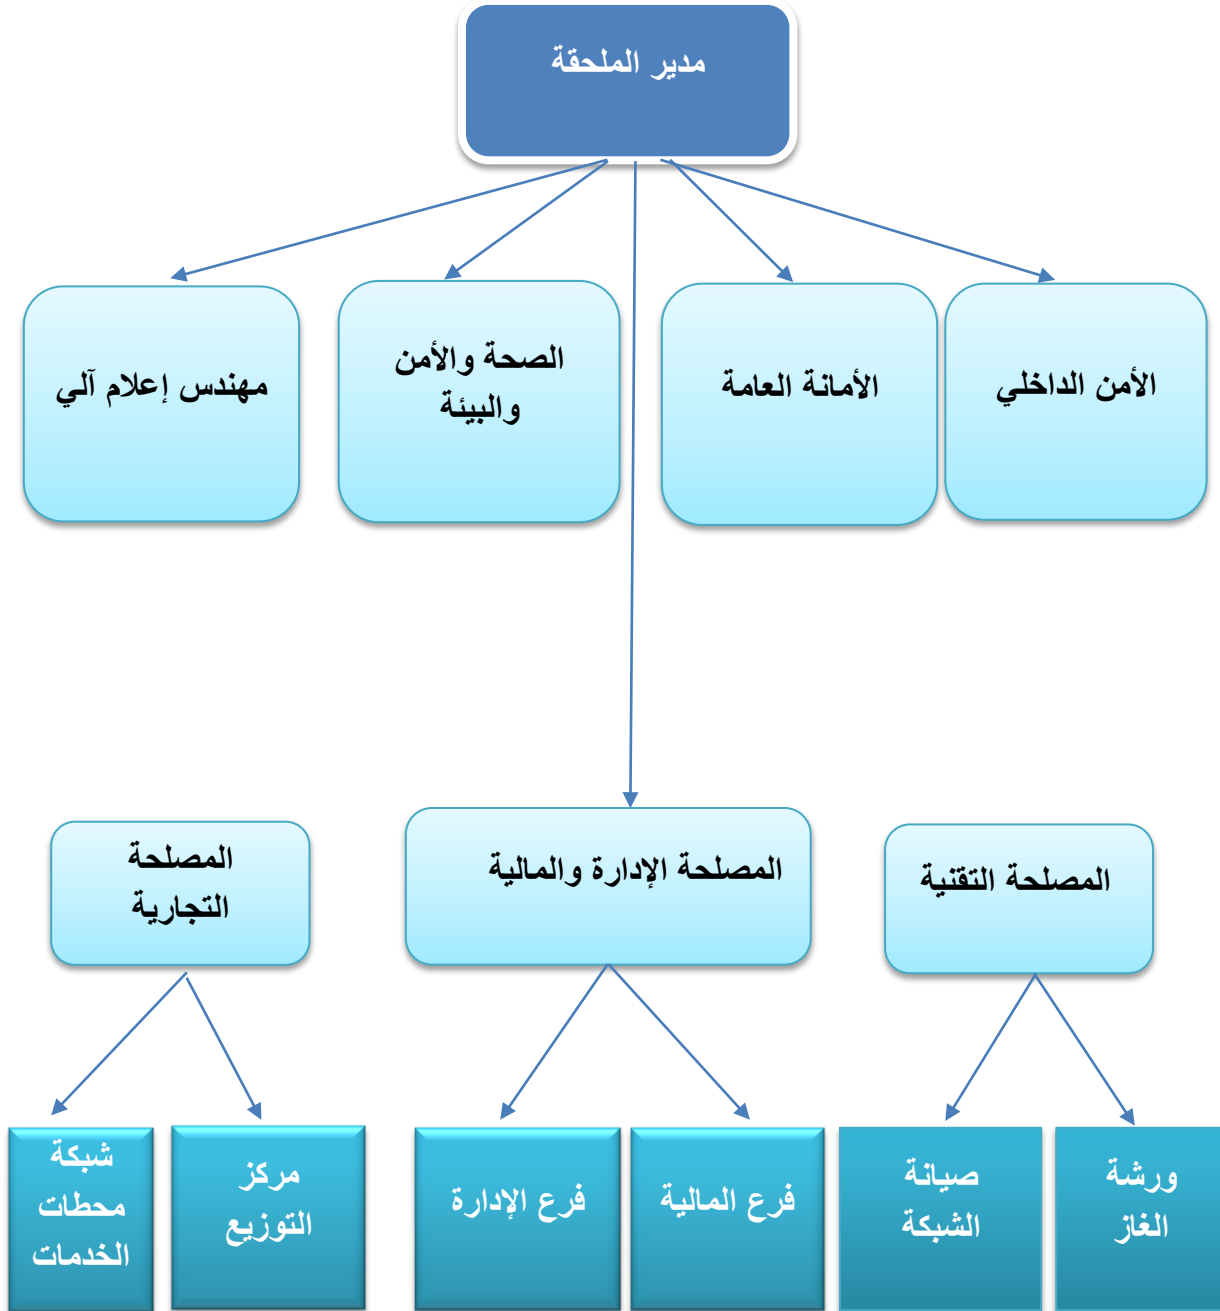 مدير الملحقة
الأمن الداخلي
الأمانة العامة
الصحة والأمن
والبيئة
مهندس إعلام آلي
المصلحة التقنية
المصلحة الإدارة والمالية
المصلحة
التجارية
ورشة
الغاز
صيانة
الشبكة
فرع المالية
فرع الإدارة
مركز
التوزيع
شبكة
محطات
الخدمات